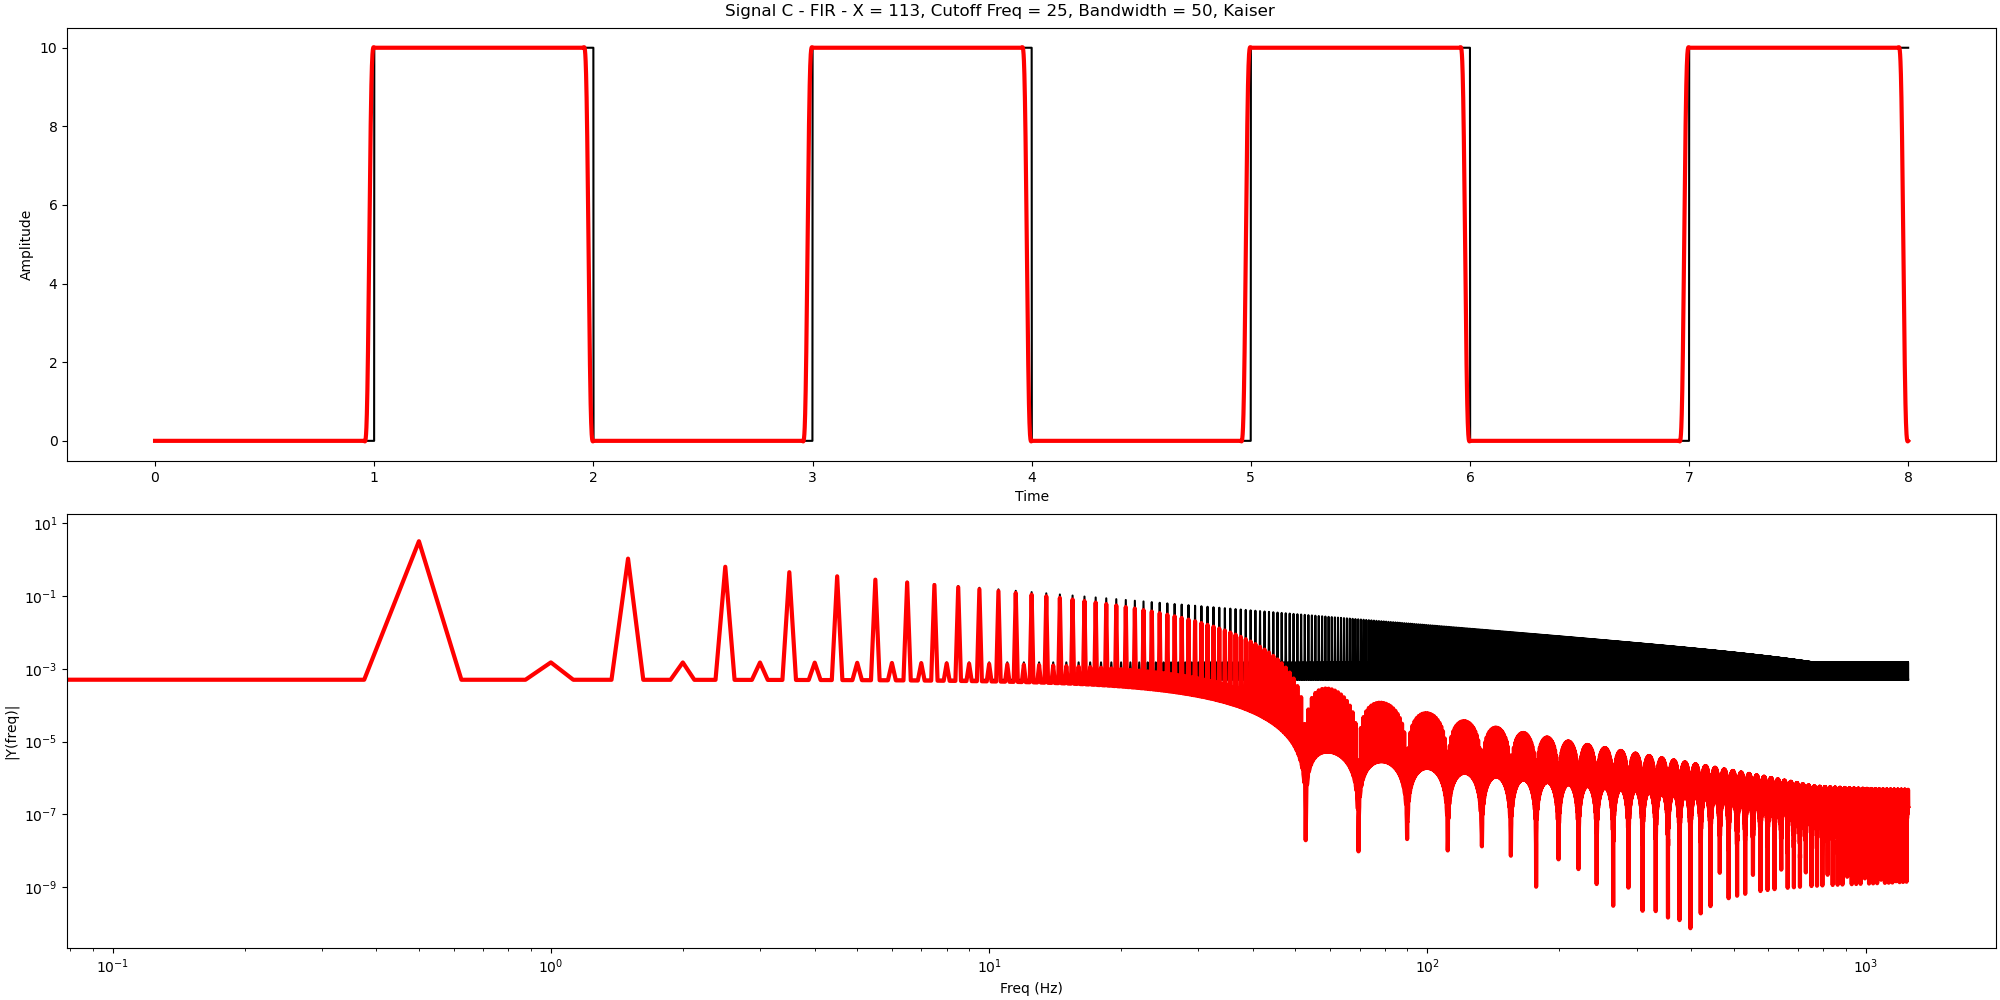 Signal C - FIR - X = 113, Cutoff Freq = 25, Bandwidth = 50, Kaiser
10
8
6
4
2
0
Amplitude
0 1 2 3 4 5 6 7 8
Time
10¹
10⁻¹
10⁻³
10⁻⁵
10⁻⁷
10⁻⁹
|Y(freq)|
10⁻¹ 10⁰ 10¹ 10² 10³
Freq (Hz)